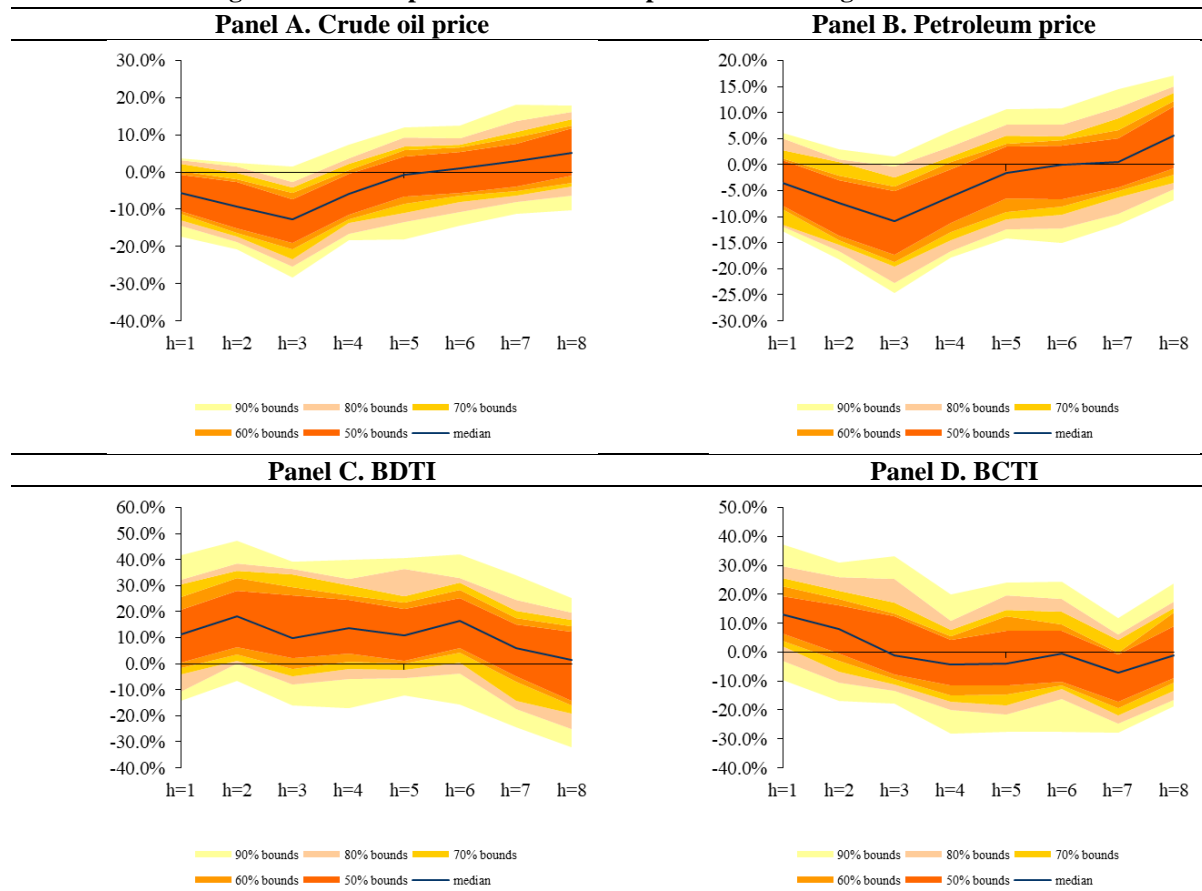 Panel A. Crude oil price
Panel B. Petroleum price
30.0%
20.0%
10.0%
0.0%
-10.0%
-20.0%
-30.0%
-40.0%
h=1 h=2 h=3 h=4 h=5 h=6 h=7 h=8
90% bounds 80% bounds 70% bounds
60% bounds 50% bounds median
20.0%
15.0%
10.0%
5.0%
0.0%
-5.0%
-10.0%
-15.0%
-20.0%
-25.0%
-30.0%
h=1 h=2 h=3 h=4 h=5 h=6 h=7 h=8
90% bounds 80% bounds 70% bounds
60% bounds 50% bounds median
Panel C. BDTI
Panel D. BCTI
60.0%
50.0%
40.0%
30.0%
20.0%
10.0%
0.0%
-10.0%
-20.0%
-30.0%
-40.0%
h=1 h=2 h=3 h=4 h=5 h=6 h=7 h=8
90% bounds 80% bounds 70% bounds
60% bounds 50% bounds median
50.0%
40.0%
30.0%
20.0%
10.0%
0.0%
-10.0%
-20.0%
-30.0%
-40.0%
h=1 h=2 h=3 h=4 h=5 h=6 h=7 h=8
90% bounds 80% bounds 70% bounds
60% bounds 50% bounds median